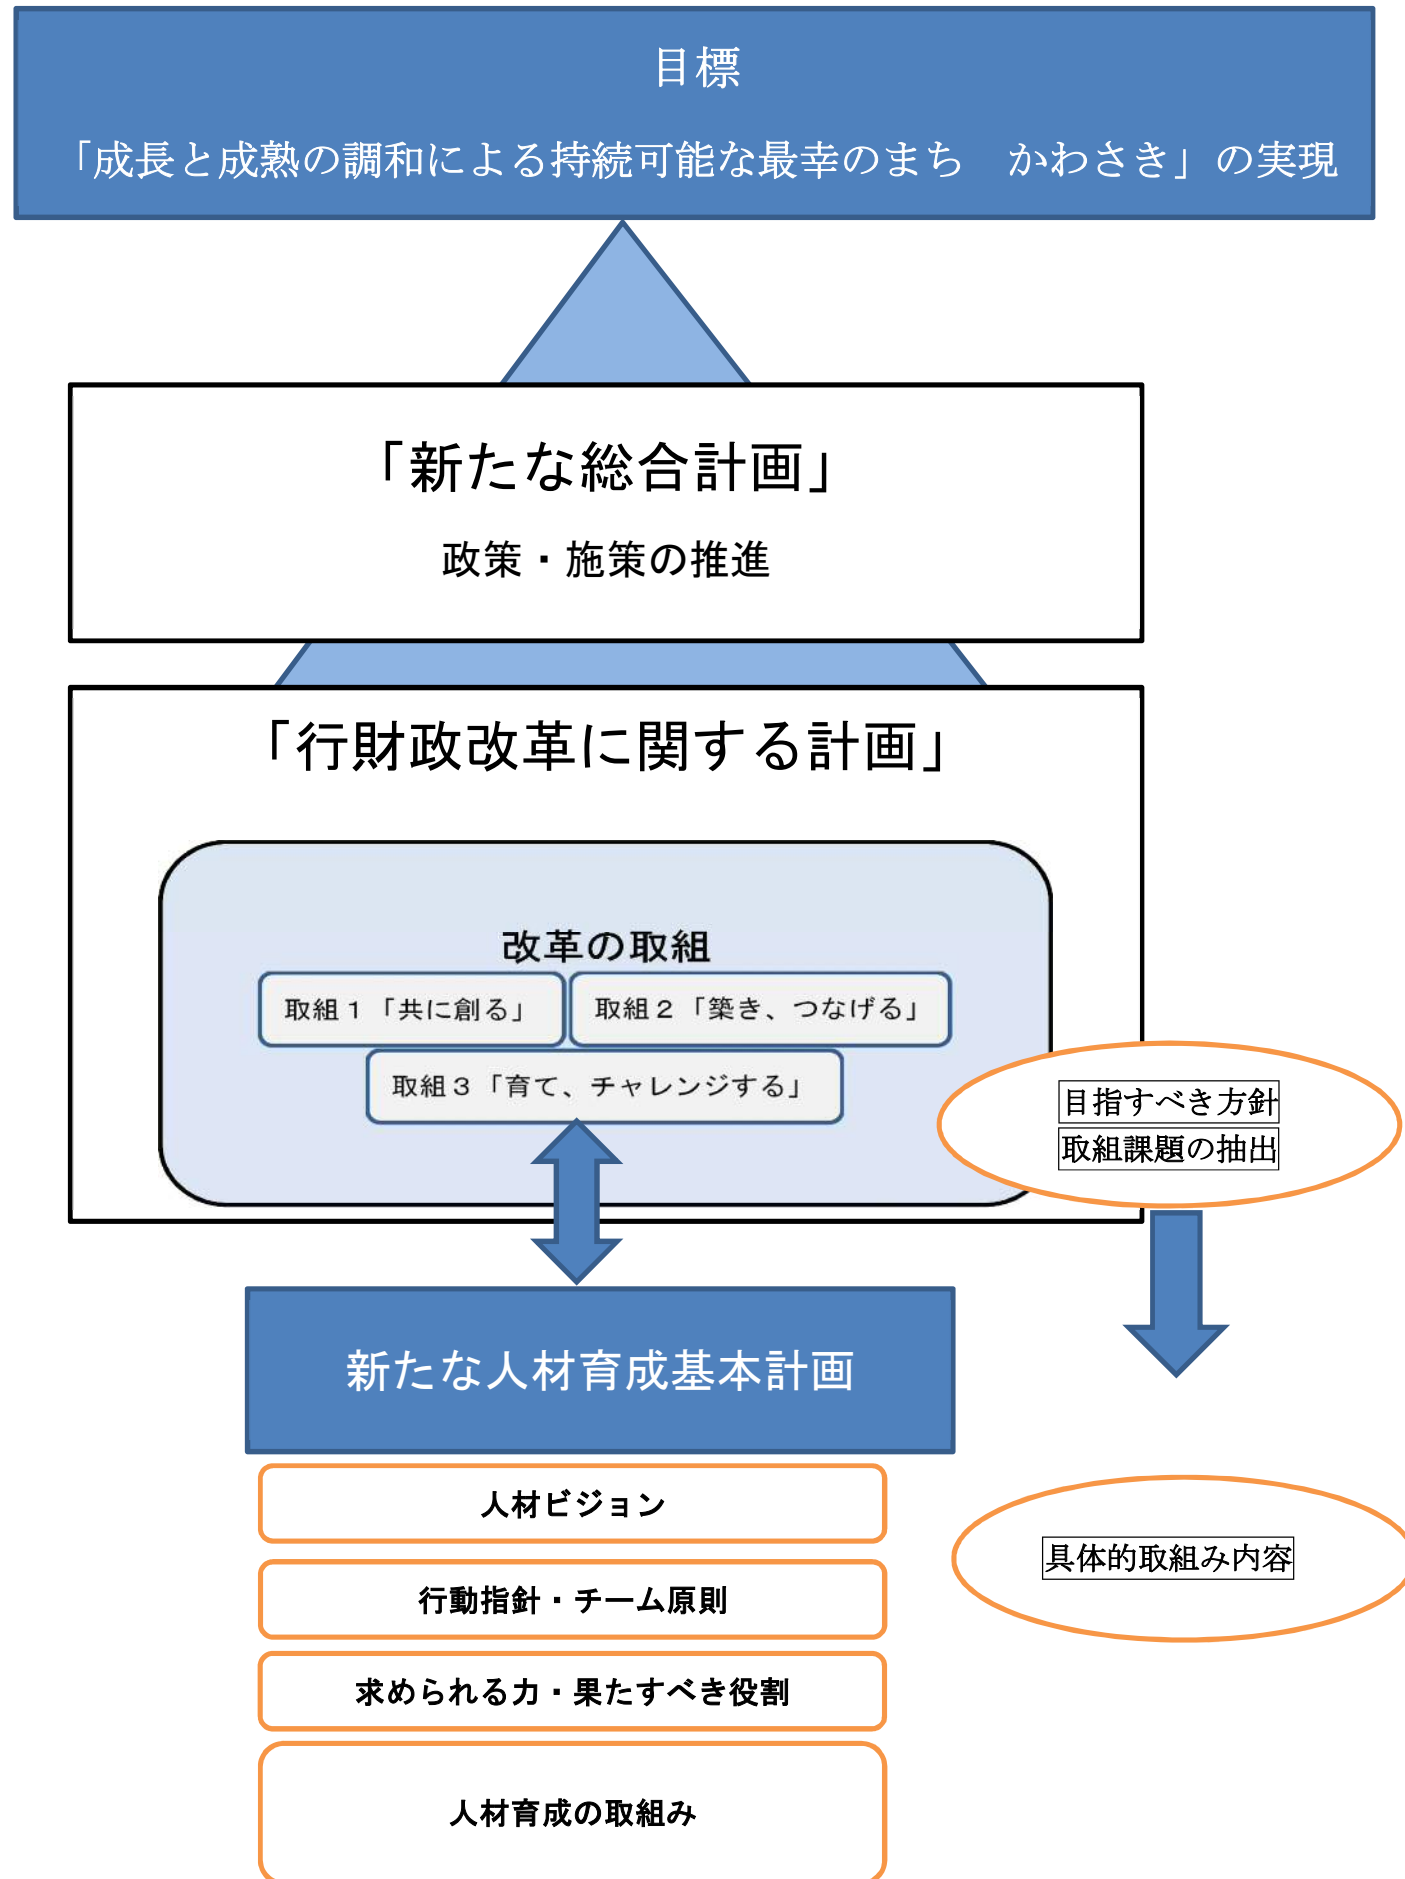 目標
「成長と成熟の調和による持続可能な最幸のまち　かわさき」の実現
「新たな総合計画」
政策・施策の推進
「行財政改革に関する計画」
改革の取組
取組１「共に創る」
取組２「築き、つなげる」
取組３「育て、チャレンジする」
目指すべき方針
取組課題の抽出
新たな人材育成基本計画
人材ビジョン
行動指針・チーム原則
求められる力・果たすべき役割
人材育成の取組み
具体的取組み内容